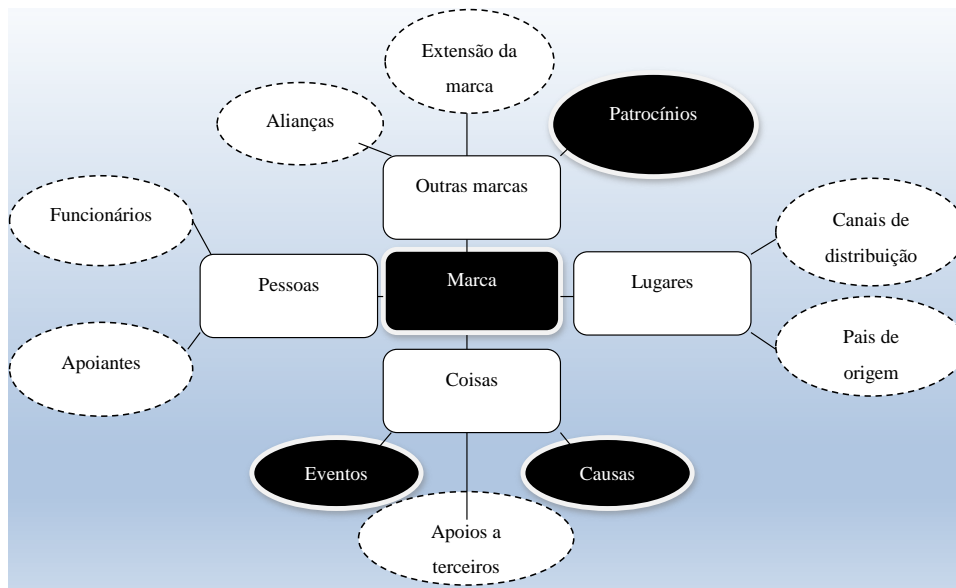 Extensão da
marca
Patrocínios
Alianças
Outras marcas
Funcionários
Canais de
distribuição
Pessoas
Marca
Lugares
Apoiantes
Pais de
origem
Coisas
Eventos
Causas
Apoios a
terceiros